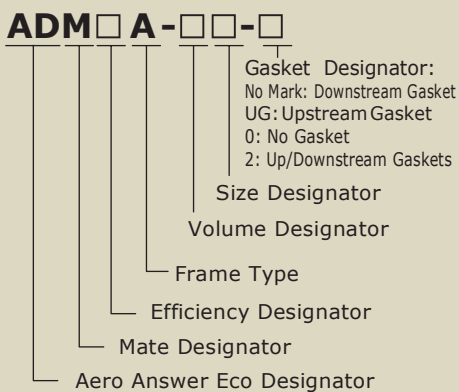 ADM□A-□□-□
Gasket Designator:
No Mark: Downstream Gasket
UG: Upstream Gasket
0: No Gasket
2: Up/Downstream Gaskets
Size Designator
Volume Designator
Frame Type
Efficiency Designator
Mate Designator
Aero Answer Eco Designator